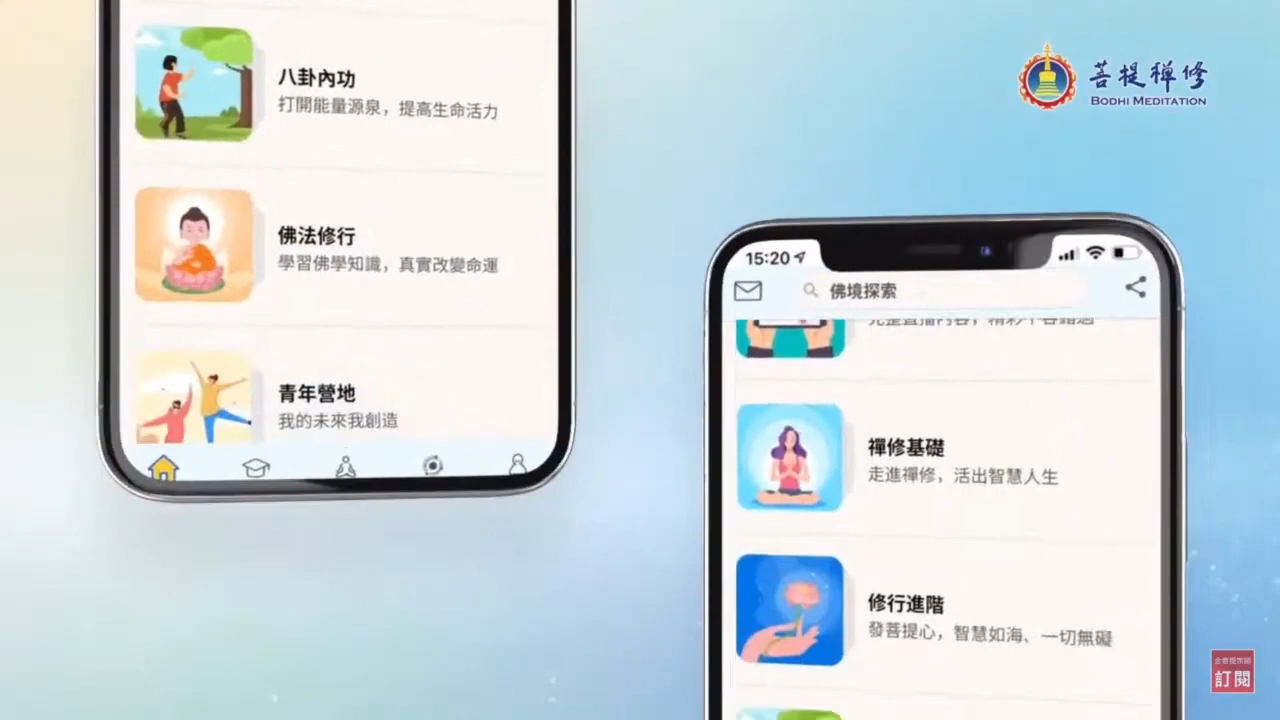 八卦內功
打開能量源泉，提高生命活力
佛法修行
學習佛學知識，真實改變命運
青年營地
我的未來我創造
菩提禪修
BODHI MEDITATION
15:20
佛境探索
禪修基礎
走進禪修，活出智慧人生
修行進階
發菩提心，智慧如海、一切無礙
訂閱